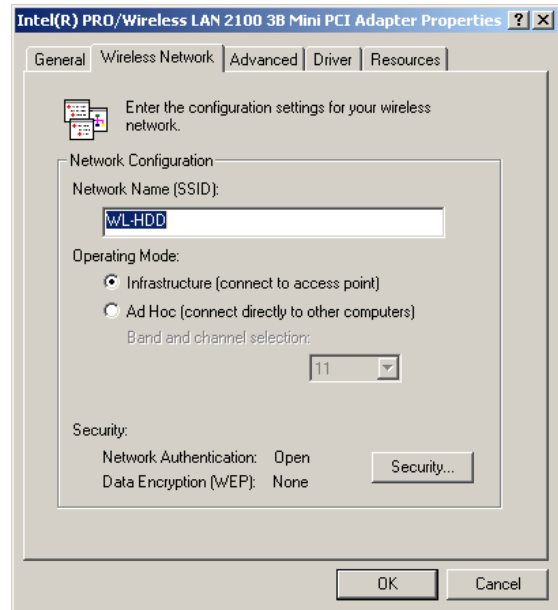 Intel(R) PRO/Wireless LAN 2100 3B Mini PCI Adapter Properties
General Wireless Network Advanced Driver Resources
Enter the configuration settings for your wireless
network.
Network Configuration
Network Name (SSID):
WL-HDD
Operating Mode:
Infrastructure (connect to access point)
Ad Hoc (connect directly to other computers)
Band and channel selection:
11
Security:
Network Authentication: Open
Data Encryption (WEP): None
Security...
OK Cancel